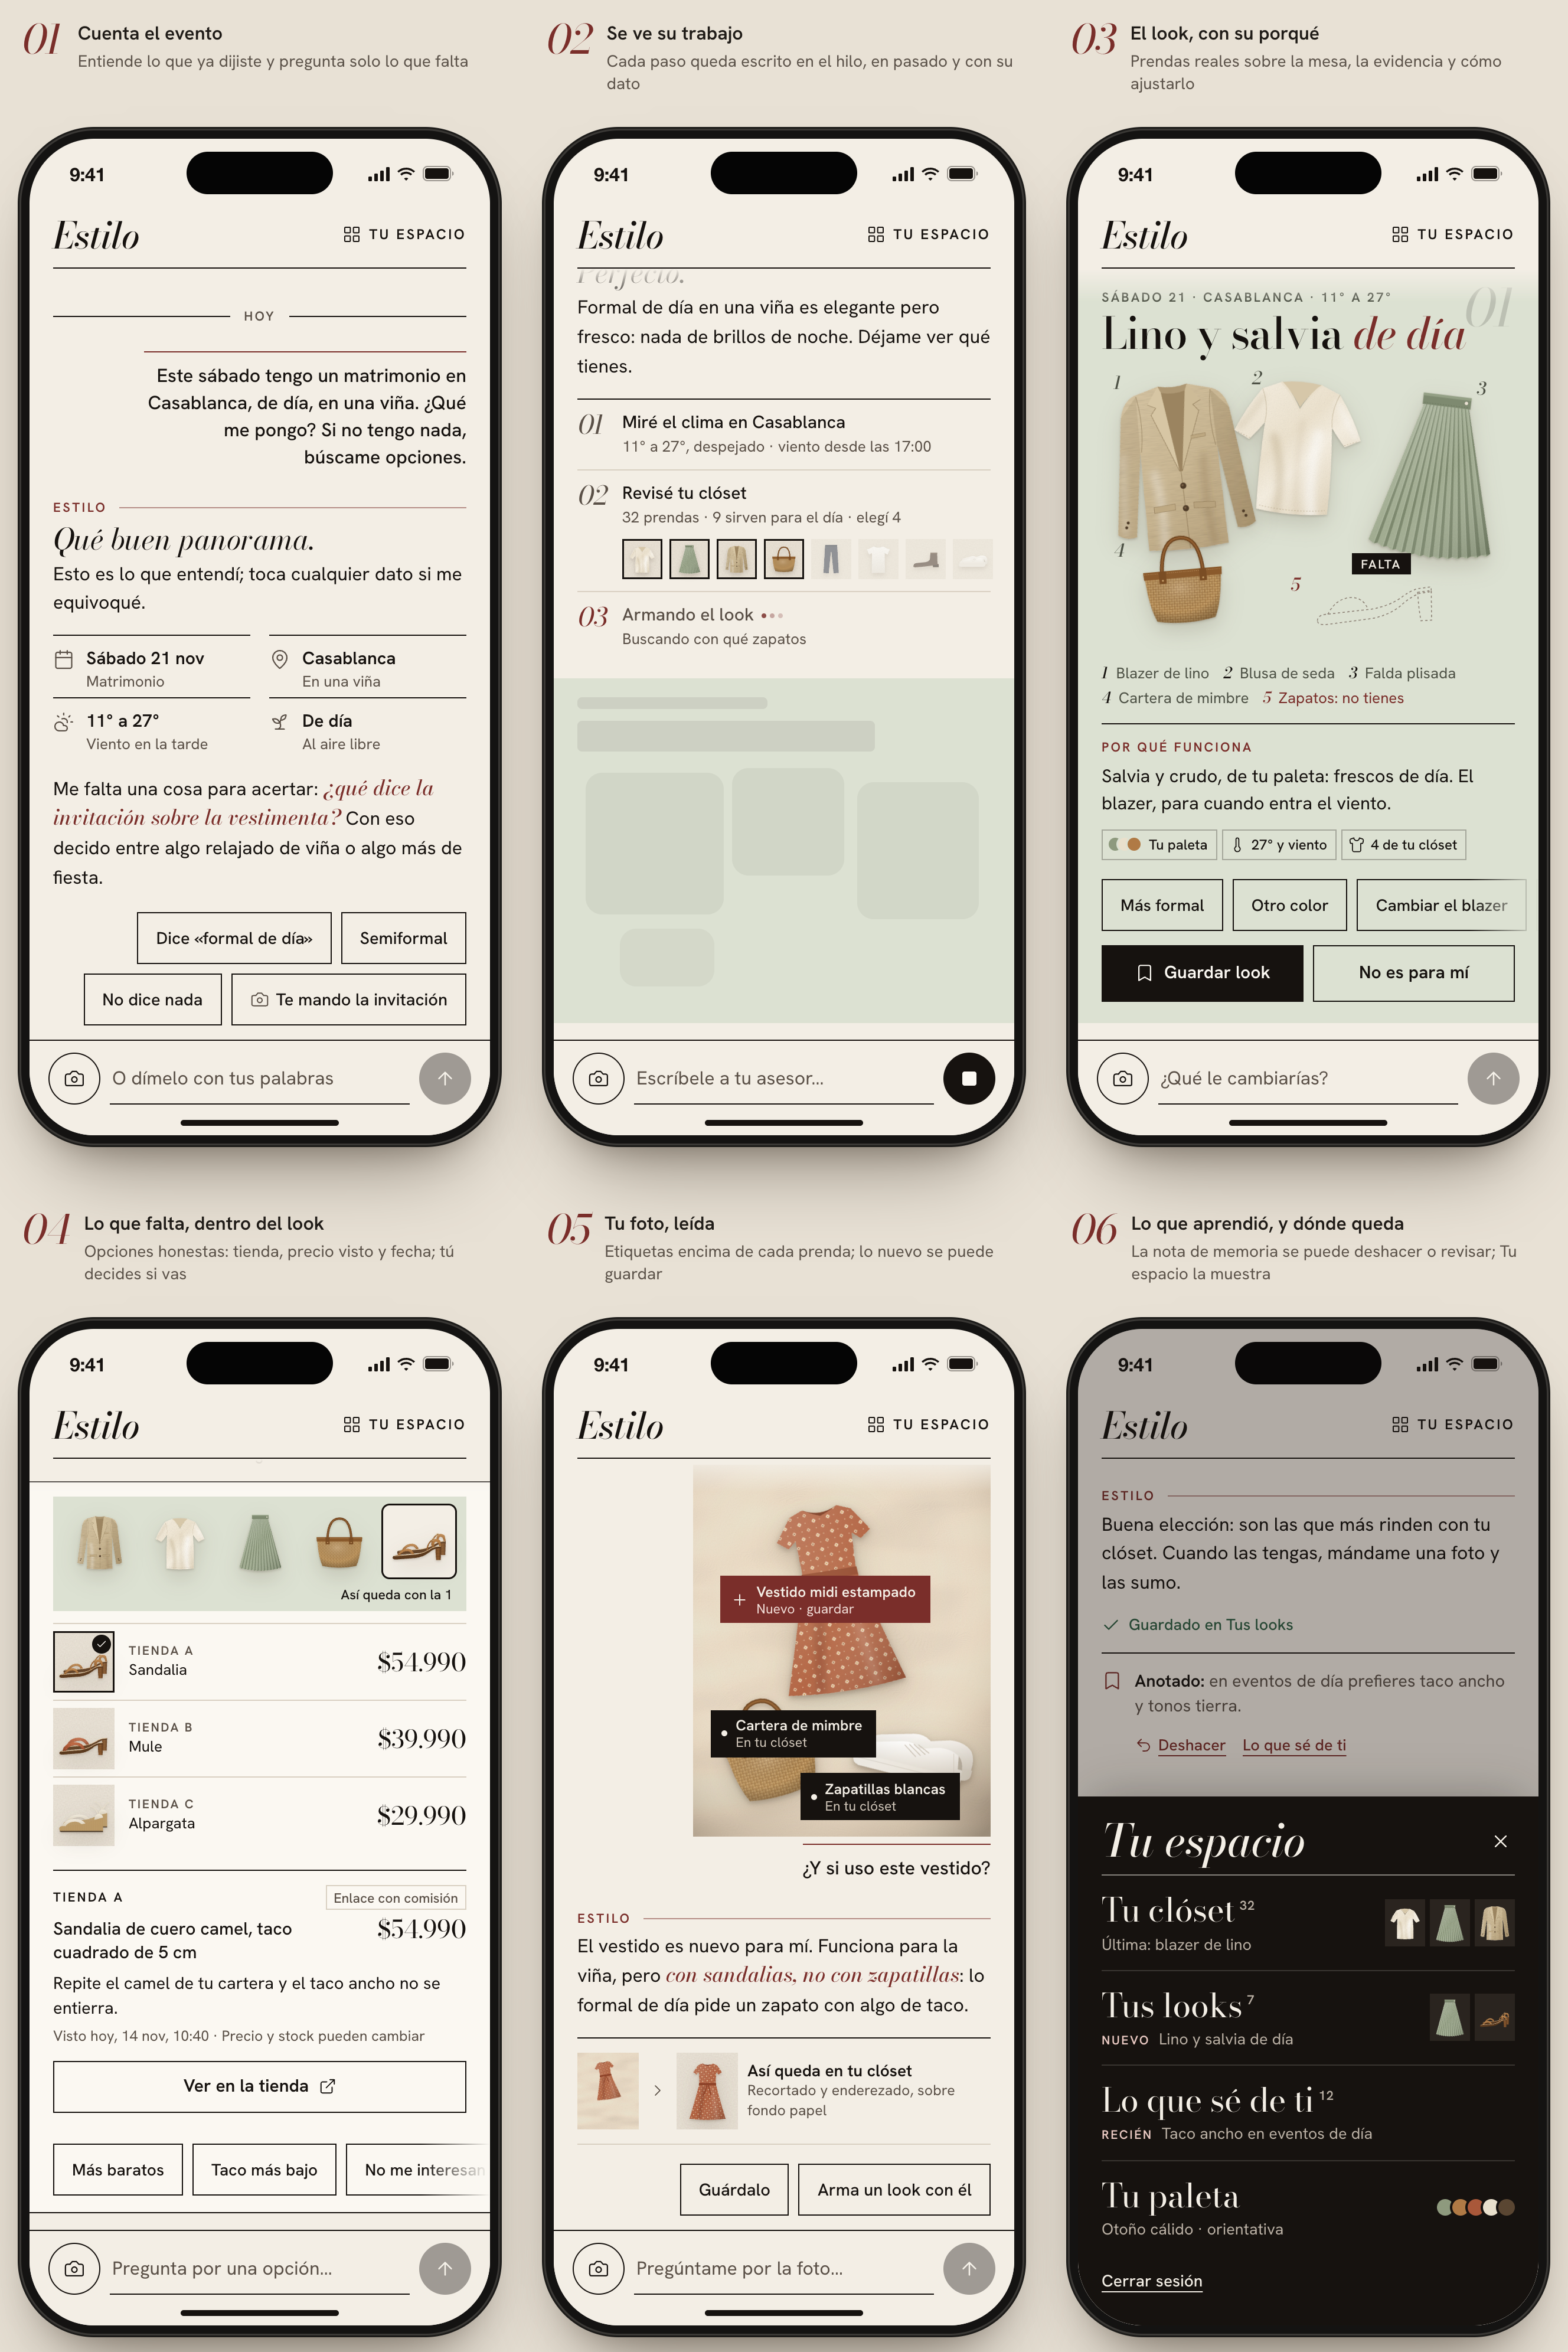 01
Cuenta el evento
Entiende lo que ya dijiste y pregunta solo lo que falta
9:41
Estilo
TU ESPACIO
HOY
Este sábado tengo un matrimonio en
Casablanca, de día, en una viña. ¿Qué
me pongo? Si no tengo nada,
búscame opciones.
ESTILO
Qué buen panorama.
Esto es lo que entendí; toca cualquier dato si me
equivoqué.
Sábado 21 nov
Matrimonio
Casablanca
En una viña
11° a 27°
Viento en la tarde
De día
Al aire libre
Me falta una cosa para acertar: ¿qué dice la
invitación sobre la vestimenta? Con eso
decido entre algo relajado de viña o algo más de
fiesta.
Dice «formal de día»
Semiformal
No dice nada
Te mando la invitación
O dímelo con tus palabras
02
Se ve su trabajo
Cada paso queda escrito en el hilo, en pasado y con su
dato
9:41
Estilo
TU ESPACIO
Perfecto.
Formal de día en una viña es elegante pero
fresco: nada de brillos de noche. Déjame ver qué
tienes.
01
Miré el clima en Casablanca
11° a 27°, despejado · viento desde las 17:00
02
Revisé tu clóset
32 prendas · 9 sirven para el día · elegí 4
03
Armando el look
Buscando con qué zapatos
Escríbele a tu asesor...
03
El look, con su porqué
Prendas reales sobre la mesa, la evidencia y cómo
ajustarlo
9:41
Estilo
TU ESPACIO
SÁBADO 21 · CASABLANCA · 11° A 27°
01
Lino y salvia de día
1
2
3
4
FALTA
5
1 Blazer de lino 2 Blusa de seda 3 Falda plisada
4 Cartera de mimbre 5 Zapatos: no tienes
POR QUÉ FUNCIONA
Salvia y crudo, de tu paleta: frescos de día. El
blazer, para cuando entra el viento.
Tu paleta
27° y viento
4 de tu clóset
Más formal
Otro color
Cambiar el blazer
Guardar look
No es para mí
¿Qué le cambiarías?
04
Lo que falta, dentro del look
Opciones honestas: tienda, precio visto y fecha; tú
decides si vas
9:41
Estilo
TU ESPACIO
Así queda con la 1
TIENDA A
Sandalia
$54.990
TIENDA B
Mule
$39.990
TIENDA C
Alpargata
$29.990
TIENDA A
Enlace con comisión
Sandalia de cuero camel, taco
cuadrado de 5 cm
$54.990
Repite el camel de tu cartera y el taco ancho no se
entierra.
Visto hoy, 14 nov, 10:40 · Precio y stock pueden cambiar
Ver en la tienda
Más baratos
Taco más bajo
No me interesan
Pregunta por una opción...
05
Tu foto, leída
Etiquetas encima de cada prenda; lo nuevo se puede
guardar
9:41
Estilo
TU ESPACIO
Vestido midi estampado
Nuevo · guardar
Cartera de mimbre
En tu clóset
Zapatillas blancas
En tu clóset
¿Y si uso este vestido?
ESTILO
El vestido es nuevo para mí. Funciona para la
viña, pero con sandalias, no con zapatillas: lo
formal de día pide un zapato con algo de taco.
Así queda en tu clóset
Recortado y enderezado, sobre
fondo papel
Guárdalo
Arma un look con él
Pregúntame por la foto...
06
Lo que aprendió, y dónde queda
La nota de memoria se puede deshacer o revisar; Tu
espacio la muestra
9:41
Estilo
TU ESPACIO
ESTILO
Buena elección: son las que más rinden con tu
clóset. Cuando las tengas, mándame una foto y
las sumo.
Guardado en Tus looks
Anotado: en eventos de día prefieres taco ancho
y tonos tierra.
Deshacer
Lo que sé de ti
Tu espacio
Tu clóset 32
Última: blazer de lino
Tus looks 7
NUEVO Lino y salvia de día
Lo que sé de ti 12
RECIÉN Taco ancho en eventos de día
Tu paleta
Otoño cálido · orientativa
Cerrar sesión